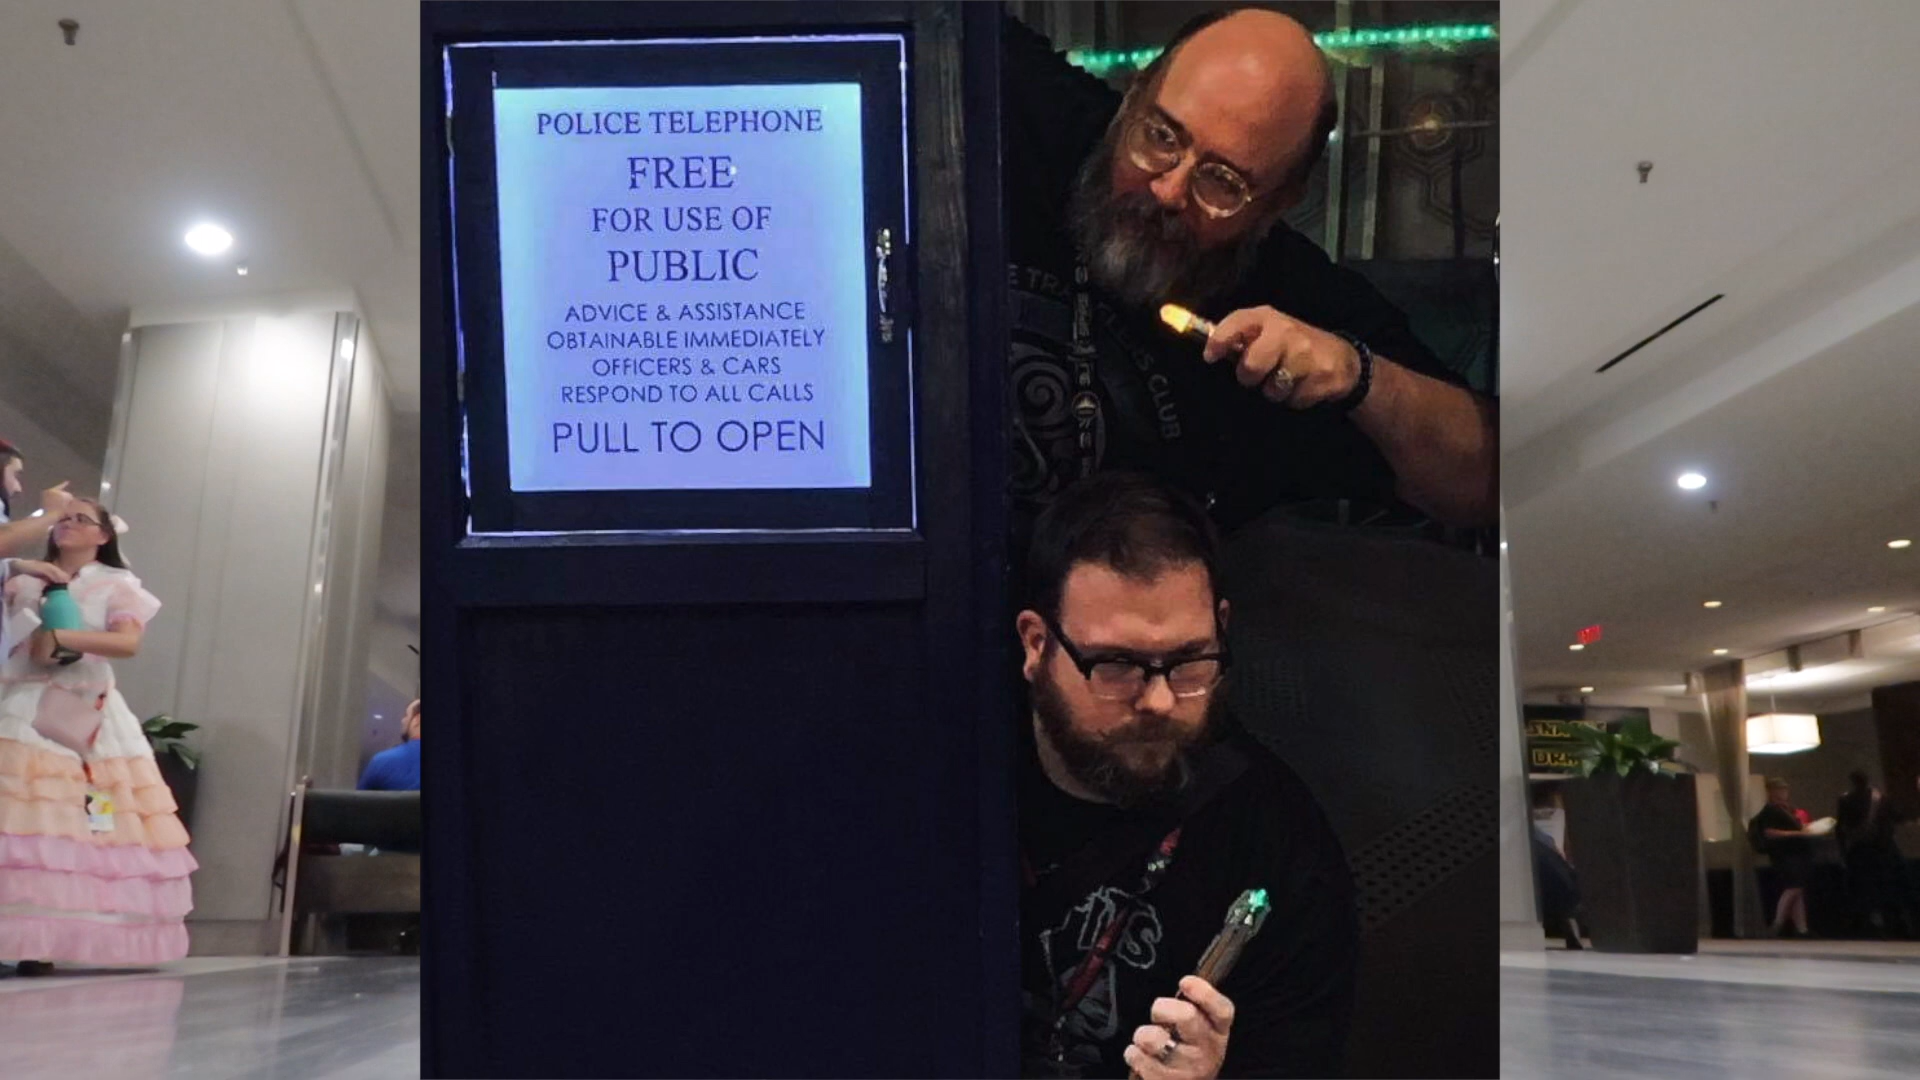 POLICE TELEPHONE
FREE
FOR USE OF
PUBLIC
ADVICE & ASSISTANCE
OBTAINABLE IMMEDIATELY
OFFICERS & CARS
RESPOND TO ALL CALLS
PULL TO OPEN
CLUB